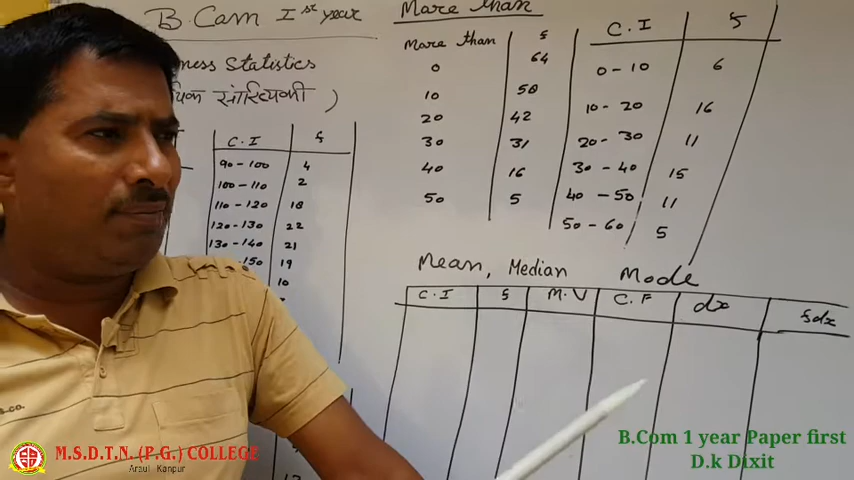 B.Com Ist year
ness Statistics
सांख्यिकी )
C.I f
90-100 4
100-110 2
110-120 18
120-130 22
130-140 21
-150 19
10
More than
More than f
0 64
10 58
20 42
30 31
40 16
50 5
C.I f
0-10 6
10-20 16
20-30 11
30-40 15
40-50 11
50-60 5
Mean, Median Mode
C.I f M.V C.F dx fdx
B.Com 1 year Paper first
D.k Dixit
M.S.D.T.N. (P.G.) COLLEGE
Araul - Kanpur